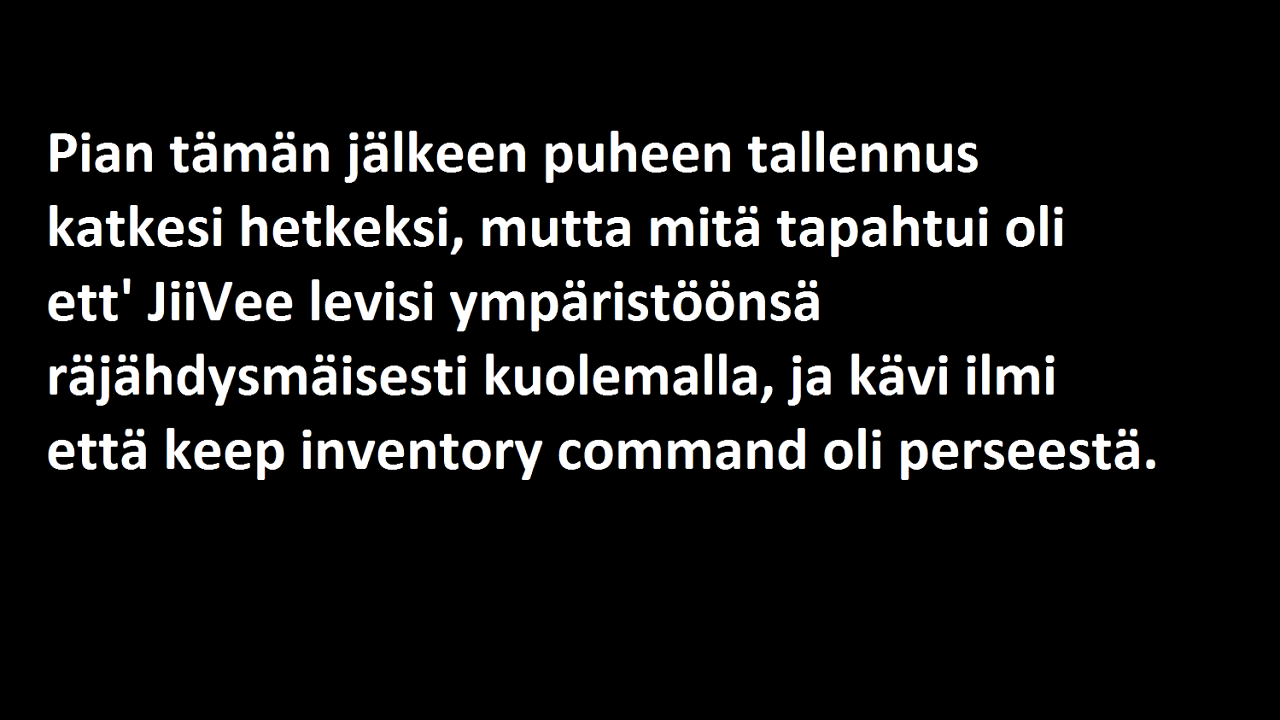 Pian tämän jälkeen puheen tallennus
katkesi hetkeksi, mutta mitä tapahtui oli
ett' JiiVee levisi ympäristöönsä
räjähdysmäisesti kuolemalla, ja kävi ilmi
että keep inventory command oli perseestä.